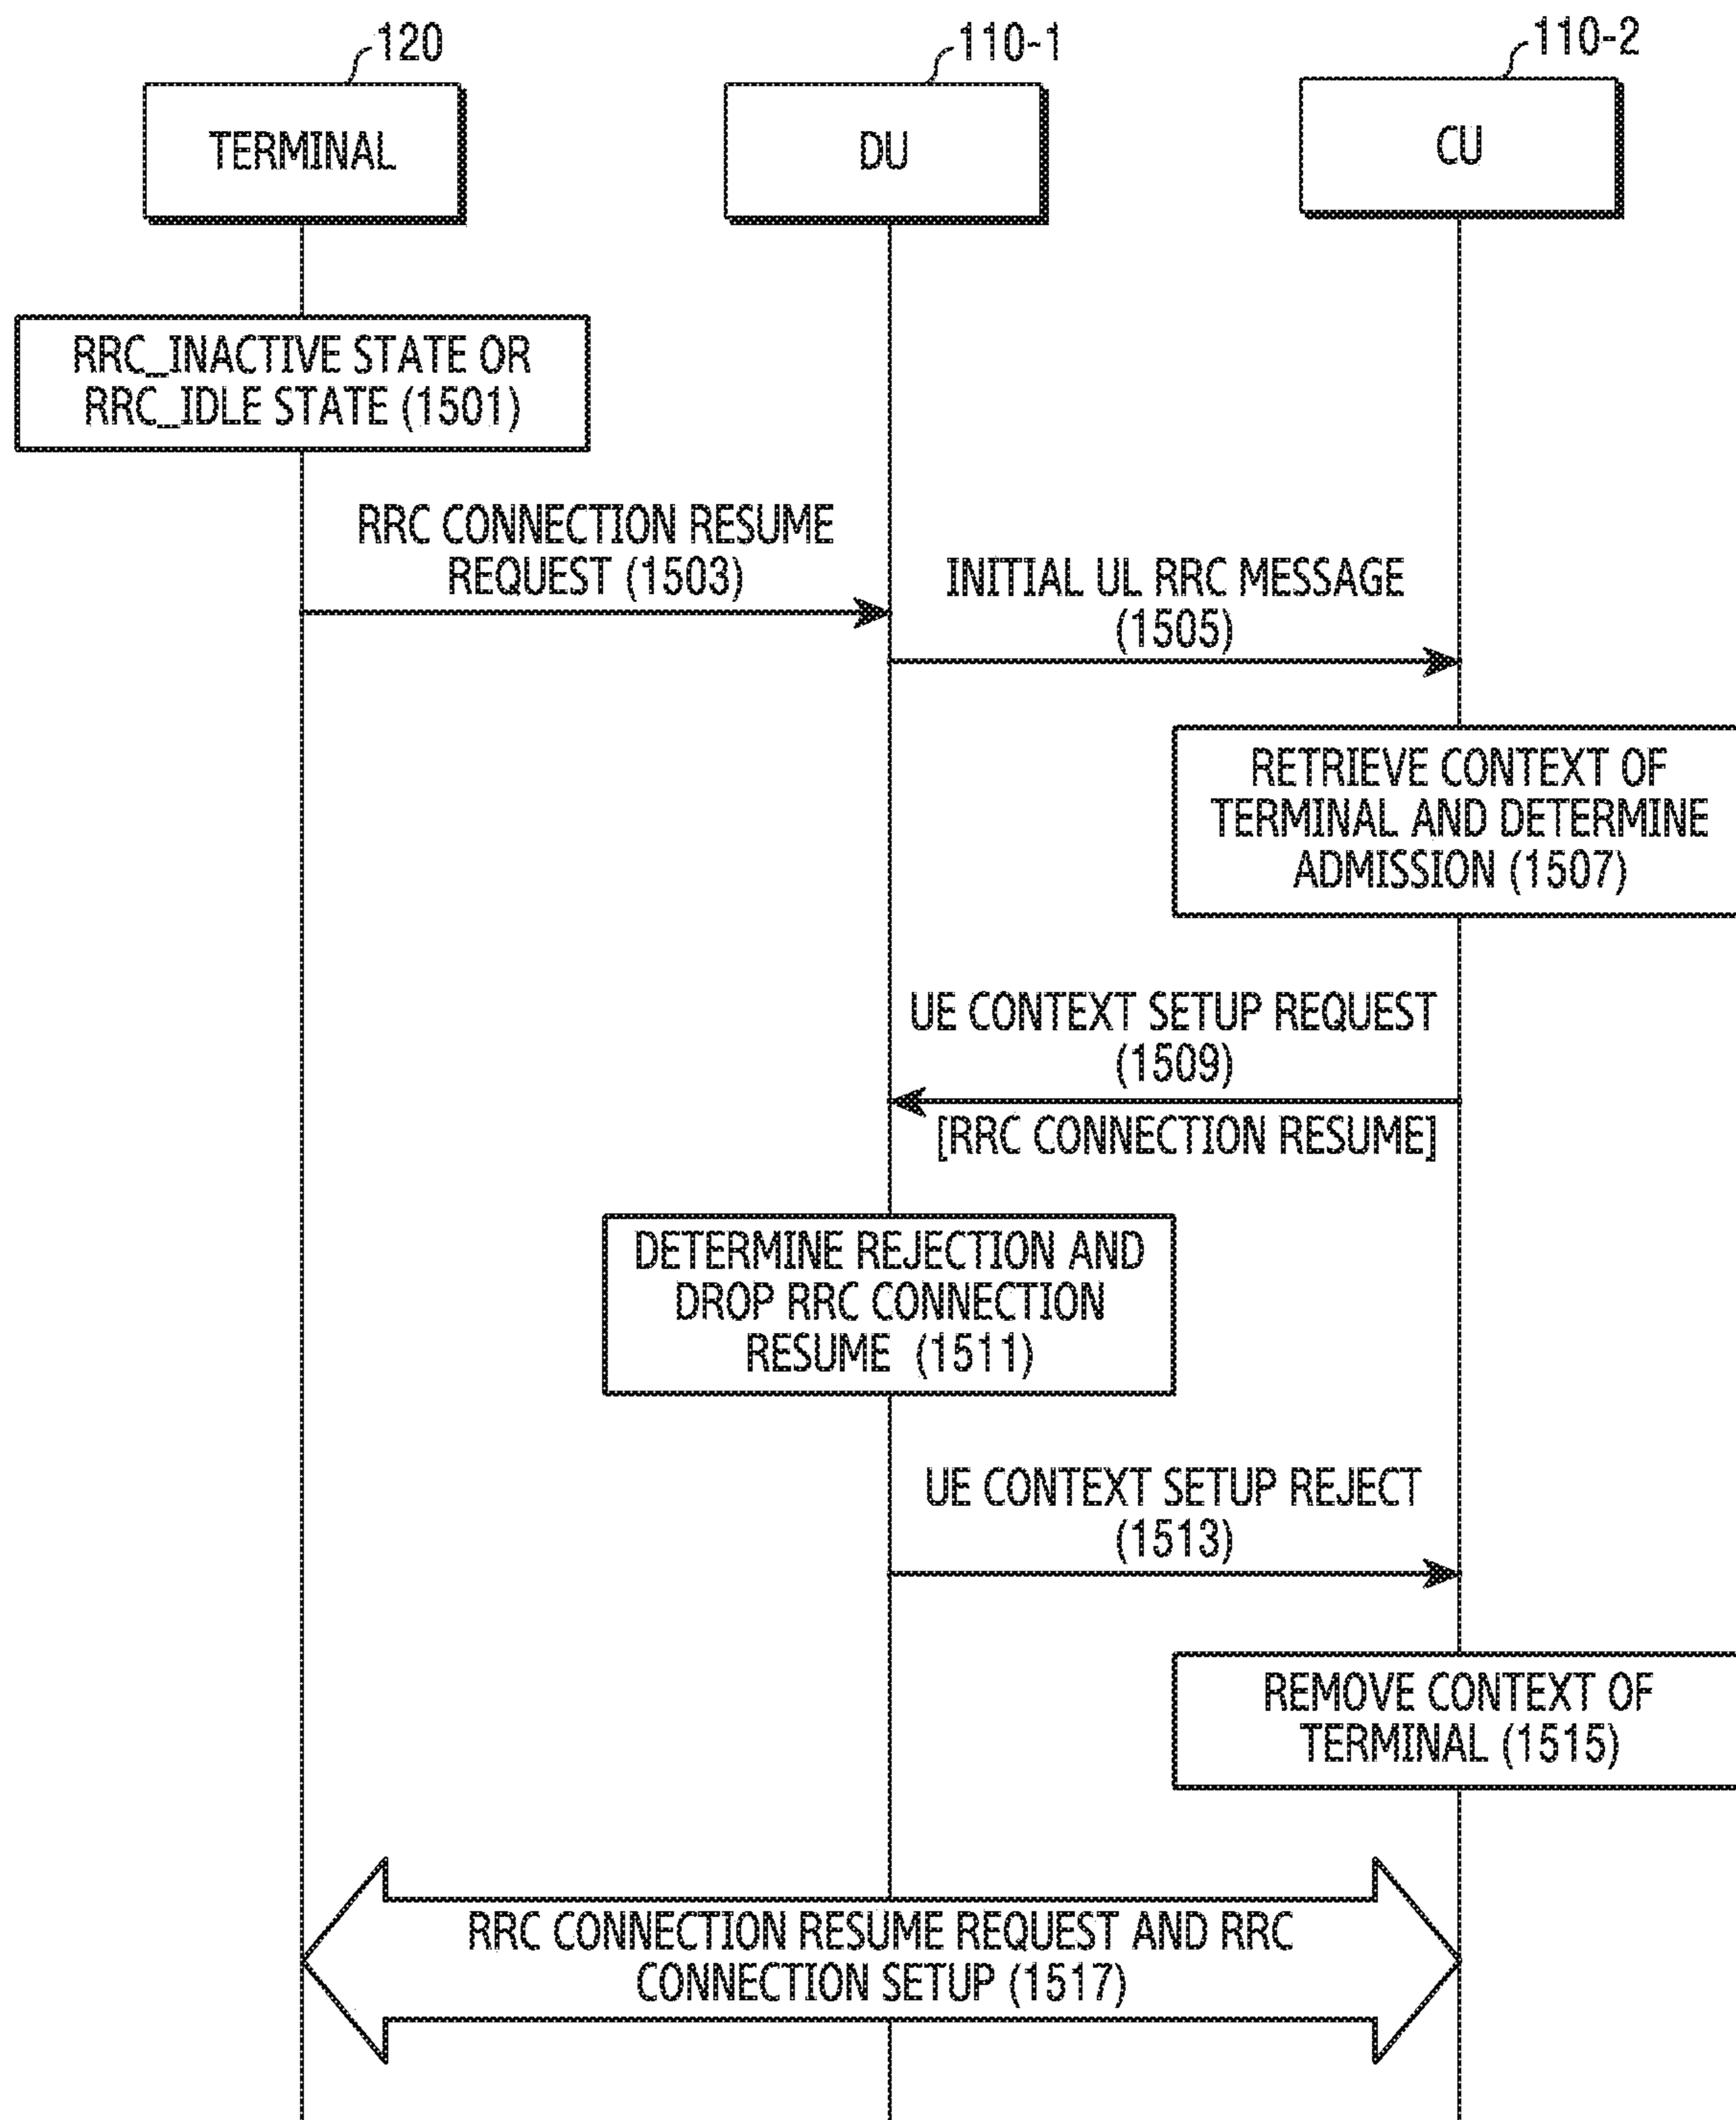 120
110-1
110-2
TERMINAL
DU
CU
RRC_INACTIVE STATE OR
RRC_IDLE STATE (1501)
RRC CONNECTION RESUME
REQUEST (1503)
INITIAL UL RRC MESSAGE
(1505)
RETRIEVE CONTEXT OF
TERMINAL AND DETERMINE
ADMISSION (1507)
UE CONTEXT SETUP REQUEST
(1509)
[RRC CONNECTION RESUME]
DETERMINE REJECTION AND
DROP RRC CONNECTION
RESUME (1511)
UE CONTEXT SETUP REJECT
(1513)
REMOVE CONTEXT OF
TERMINAL (1515)
RRC CONNECTION RESUME REQUEST AND RRC
CONNECTION SETUP (1517)